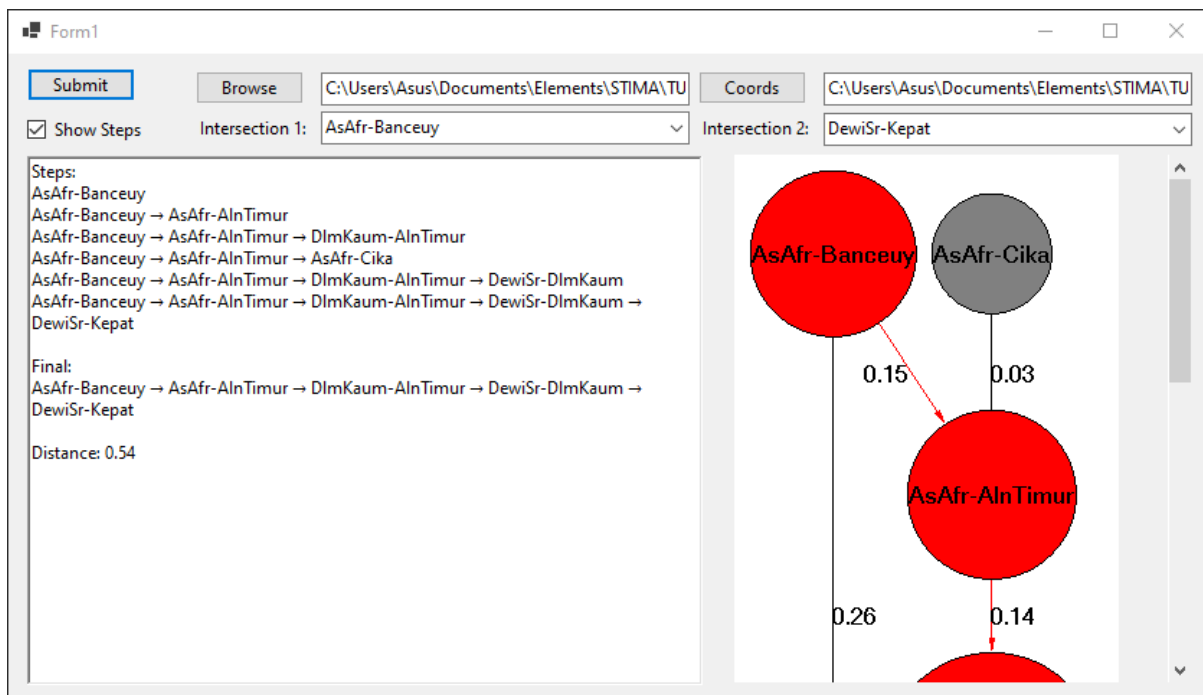 Form1
Submit
Browse
C:\Users\Asus\Documents\Elements\STIMA\TU
Coords
C:\Users\Asus\Documents\Elements\STIMA\TU
Show Steps
Intersection 1:
AsAfr-Banceuy
Intersection 2:
DewiSr-Kepat
Steps:
AsAfr-Banceuy
AsAfr-Banceuy → AsAfr-AlnTimur
AsAfr-Banceuy → AsAfr-AlnTimur → DlmKaum-AlnTimur
AsAfr-Banceuy → AsAfr-AlnTimur → AsAfr-Cika
AsAfr-Banceuy → AsAfr-AlnTimur → DlmKaum-AlnTimur → DewiSr-DlmKaum
AsAfr-Banceuy → AsAfr-AlnTimur → DlmKaum-AlnTimur → DewiSr-DlmKaum →
DewiSr-Kepat
Final:
AsAfr-Banceuy → AsAfr-AlnTimur → DlmKaum-AlnTimur → DewiSr-DlmKaum →
DewiSr-Kepat
Distance: 0.54
AsAfr-Banceuy
AsAfr-Cika
0.15
0.03
AsAfr-AlnTimur
0.26
0.14